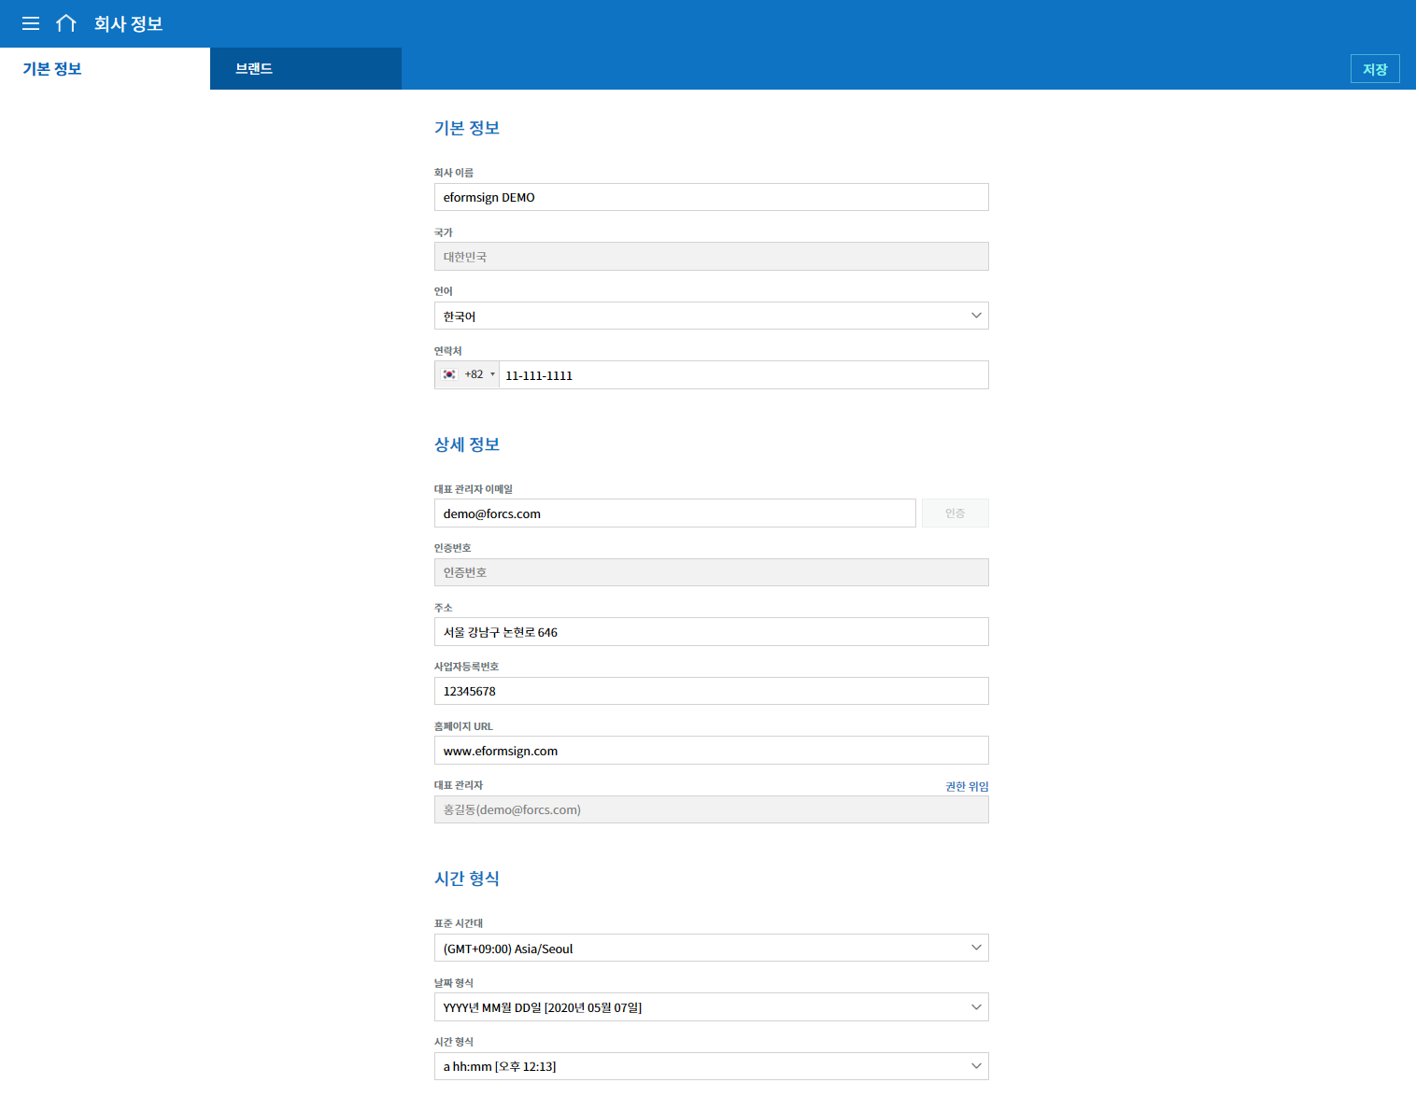 회사 정보
기본 정보
브랜드
저장
기본 정보
회사 이름
eformsign DEMO
국가
대한민국
언어
한국어
연락처
+82 11-111-1111
상세 정보
대표 관리자 이메일
demo@forcs.com 인증
인증번호
인증번호
주소
서울 강남구 논현로 646
사업자등록번호
12345678
홈페이지 URL
www.eformsign.com
대표 관리자 권한 위임
홍길동(demo@forcs.com)
시간 형식
표준 시간대
(GMT+09:00) Asia/Seoul
날짜 형식
YYYY년 MM월 DD일 [2020년 05월 07일]
시간 형식
a hh:mm [오후 12:13]